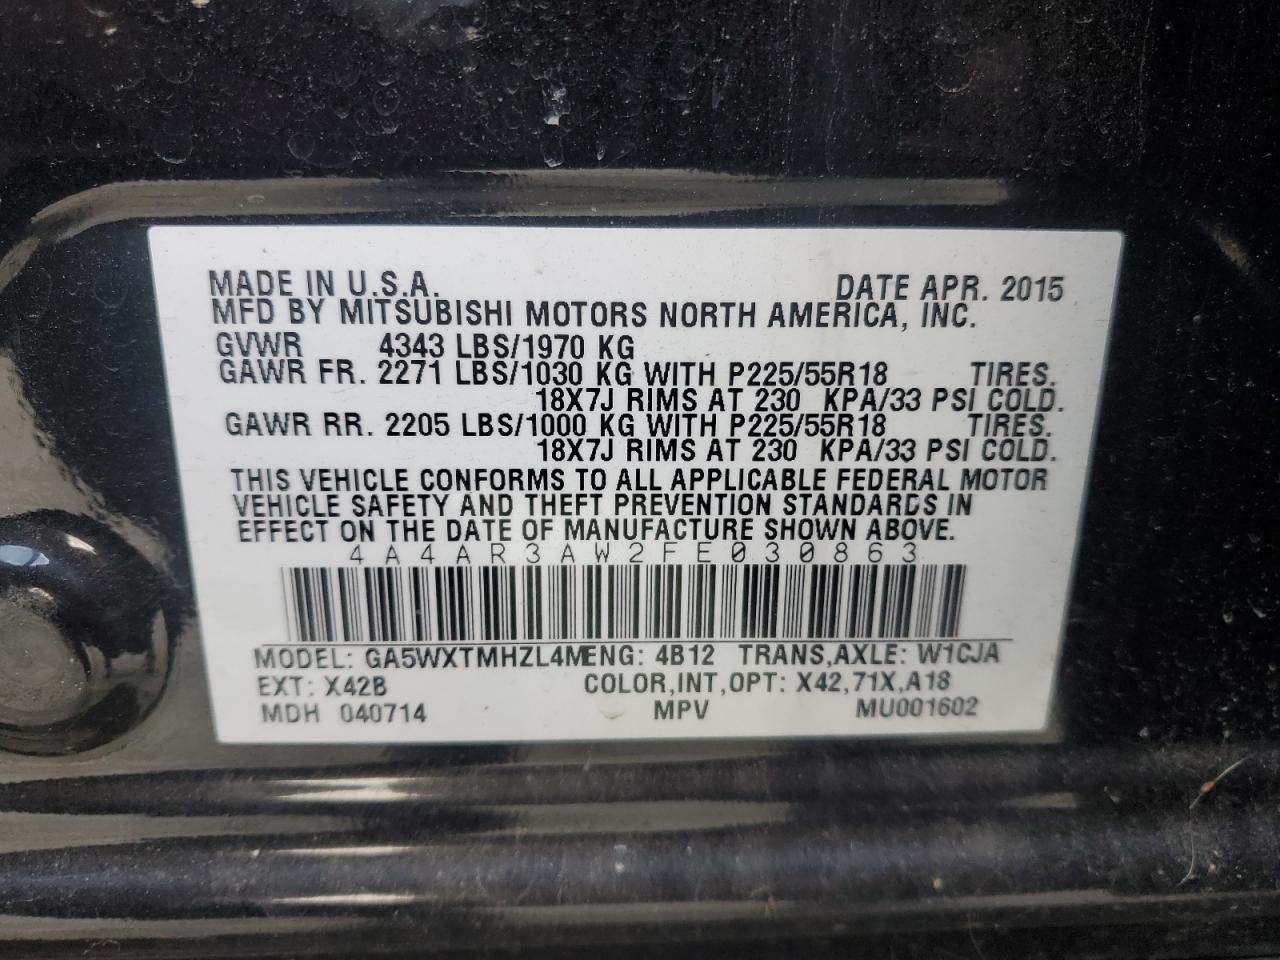 MADE IN U.S.A. DATE APR. 2015
MFD BY MITSUBISHI MOTORS NORTH AMERICA, INC.
GVWR 4343 LBS/1970 KG
GAWR FR. 2271 LBS/1030 KG WITH P225/55R18 TIRES.
18X7J RIMS AT 230 KPA/33 PSI COLD.
GAWR RR. 2205 LBS/1000 KG WITH P225/55R18 TIRES.
18X7J RIMS AT 230 KPA/33 PSI COLD.
THIS VEHICLE CONFORMS TO ALL APPLICABLE FEDERAL MOTOR
VEHICLE SAFETY AND THEFT PREVENTION STANDARDS IN
EFFECT ON THE DATE OF MANUFACTURE SHOWN ABOVE.
4A4AR3AW2FE030863
MODEL: GA5WXTMHZL4MENG: 4B12 TRANS,AXLE: W1CJA
EXT: X42B COLOR,INT,OPT: X42,71X,A18
MDH 040714 MPV MU001602